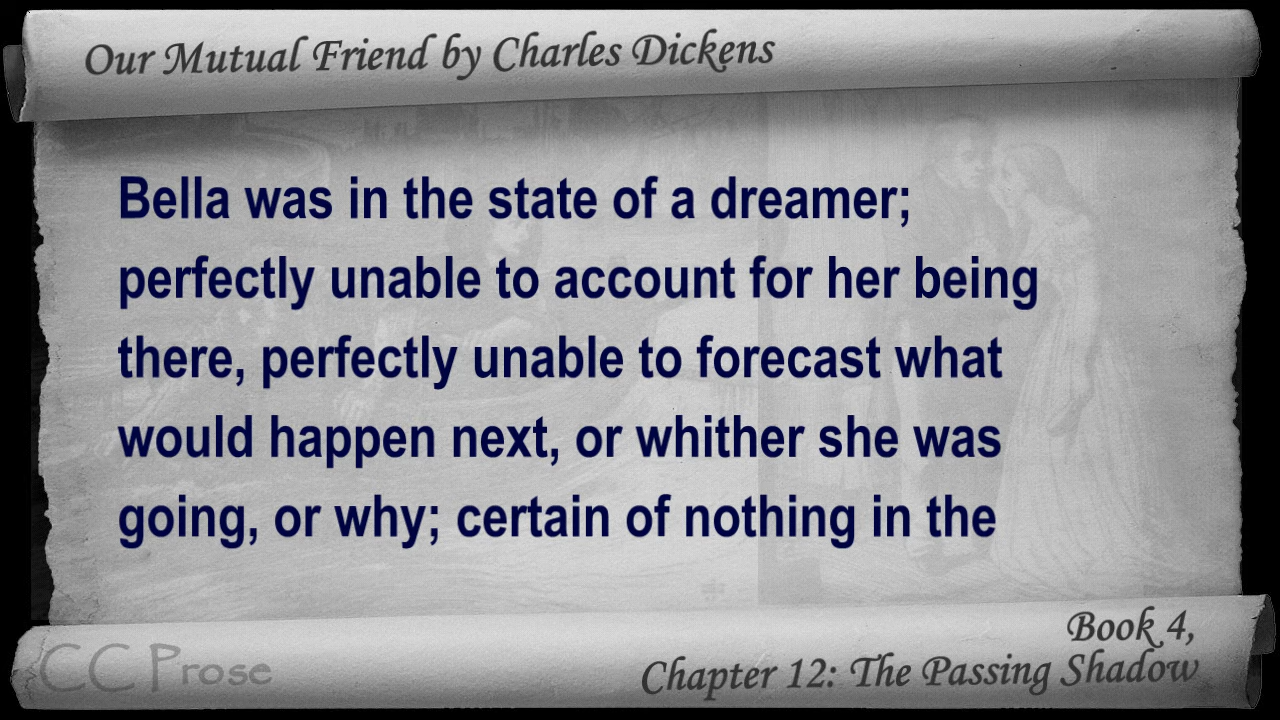 Our Mutual Friend by Charles Dickens
Bella was in the state of a dreamer;
perfectly unable to account for her being
there, perfectly unable to forecast what
would happen next, or whither she was
going, or why; certain of nothing in the
Book 4,
Chapter 12: The Passing Shadow
CC Prose